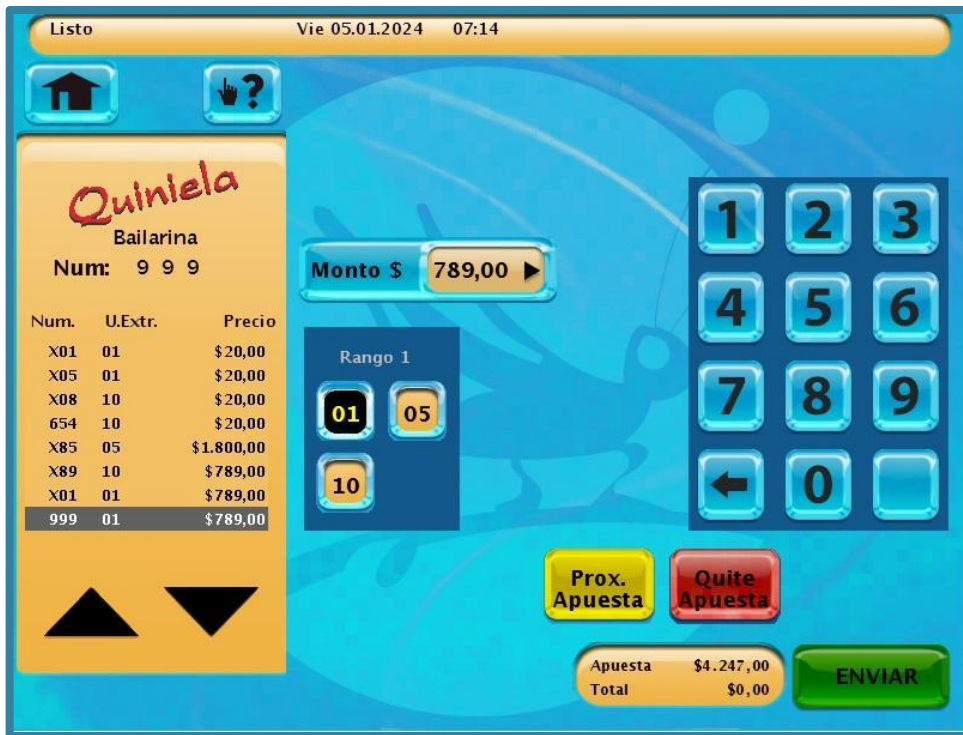 Listo Vie 05.01.2024 07:14
?
Quiniela
Bailarina
Num: 9 9 9
Num. U.Extr. Precio
X01 01 $20,00
X05 01 $20,00
X08 10 $20,00
654 10 $20,00
X85 05 $1.800,00
X89 10 $789,00
X01 01 $789,00
999 01 $789,00
Monto $ 789,00
Rango 1
01 05
10
1 2 3
4 5 6
7 8 9
0
Prox.
Apuesta
Quite
Apuesta
Apuesta $4.247,00
Total $0,00
ENVIAR